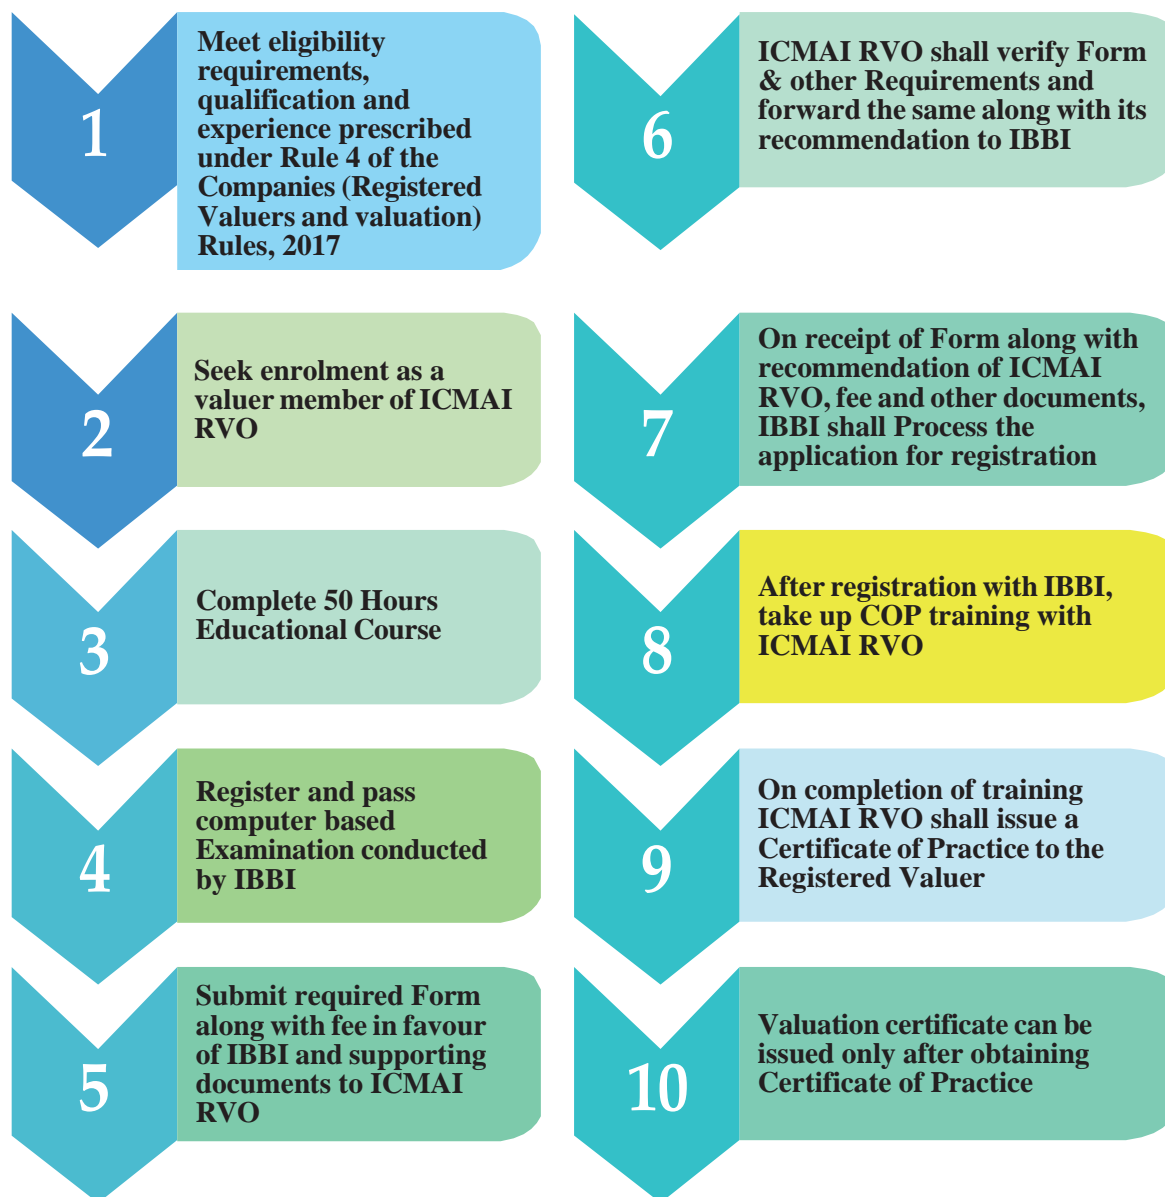 1
Meet eligibility
requirements,
qualification and
experience prescribed
under Rule 4 of the
Companies (Registered
Valuers and valuation)
Rules, 2017
2
Seek enrolment as a
valuer member of ICMAI
RVO
3
Complete 50 Hours
Educational Course
4
Register and pass
computer based
Examination conducted
by IBBI
5
Submit required Form
along with fee in favour
of IBBI and supporting
documents to ICMAI
RVO
6
ICMAI RVO shall verify Form
& other Requirements and
forward the same along with its
recommendation to IBBI
7
On receipt of Form along with
recommendation of ICMAI
RVO, fee and other documents,
IBBI shall Process the
application for registration
8
After registration with IBBI,
take up COP training with
ICMAI RVO
9
On completion of training
ICMAI RVO shall issue a
Certificate of Practice to the
Registered Valuer
10
Valuation certificate can be
issued only after obtaining
Certificate of Practice